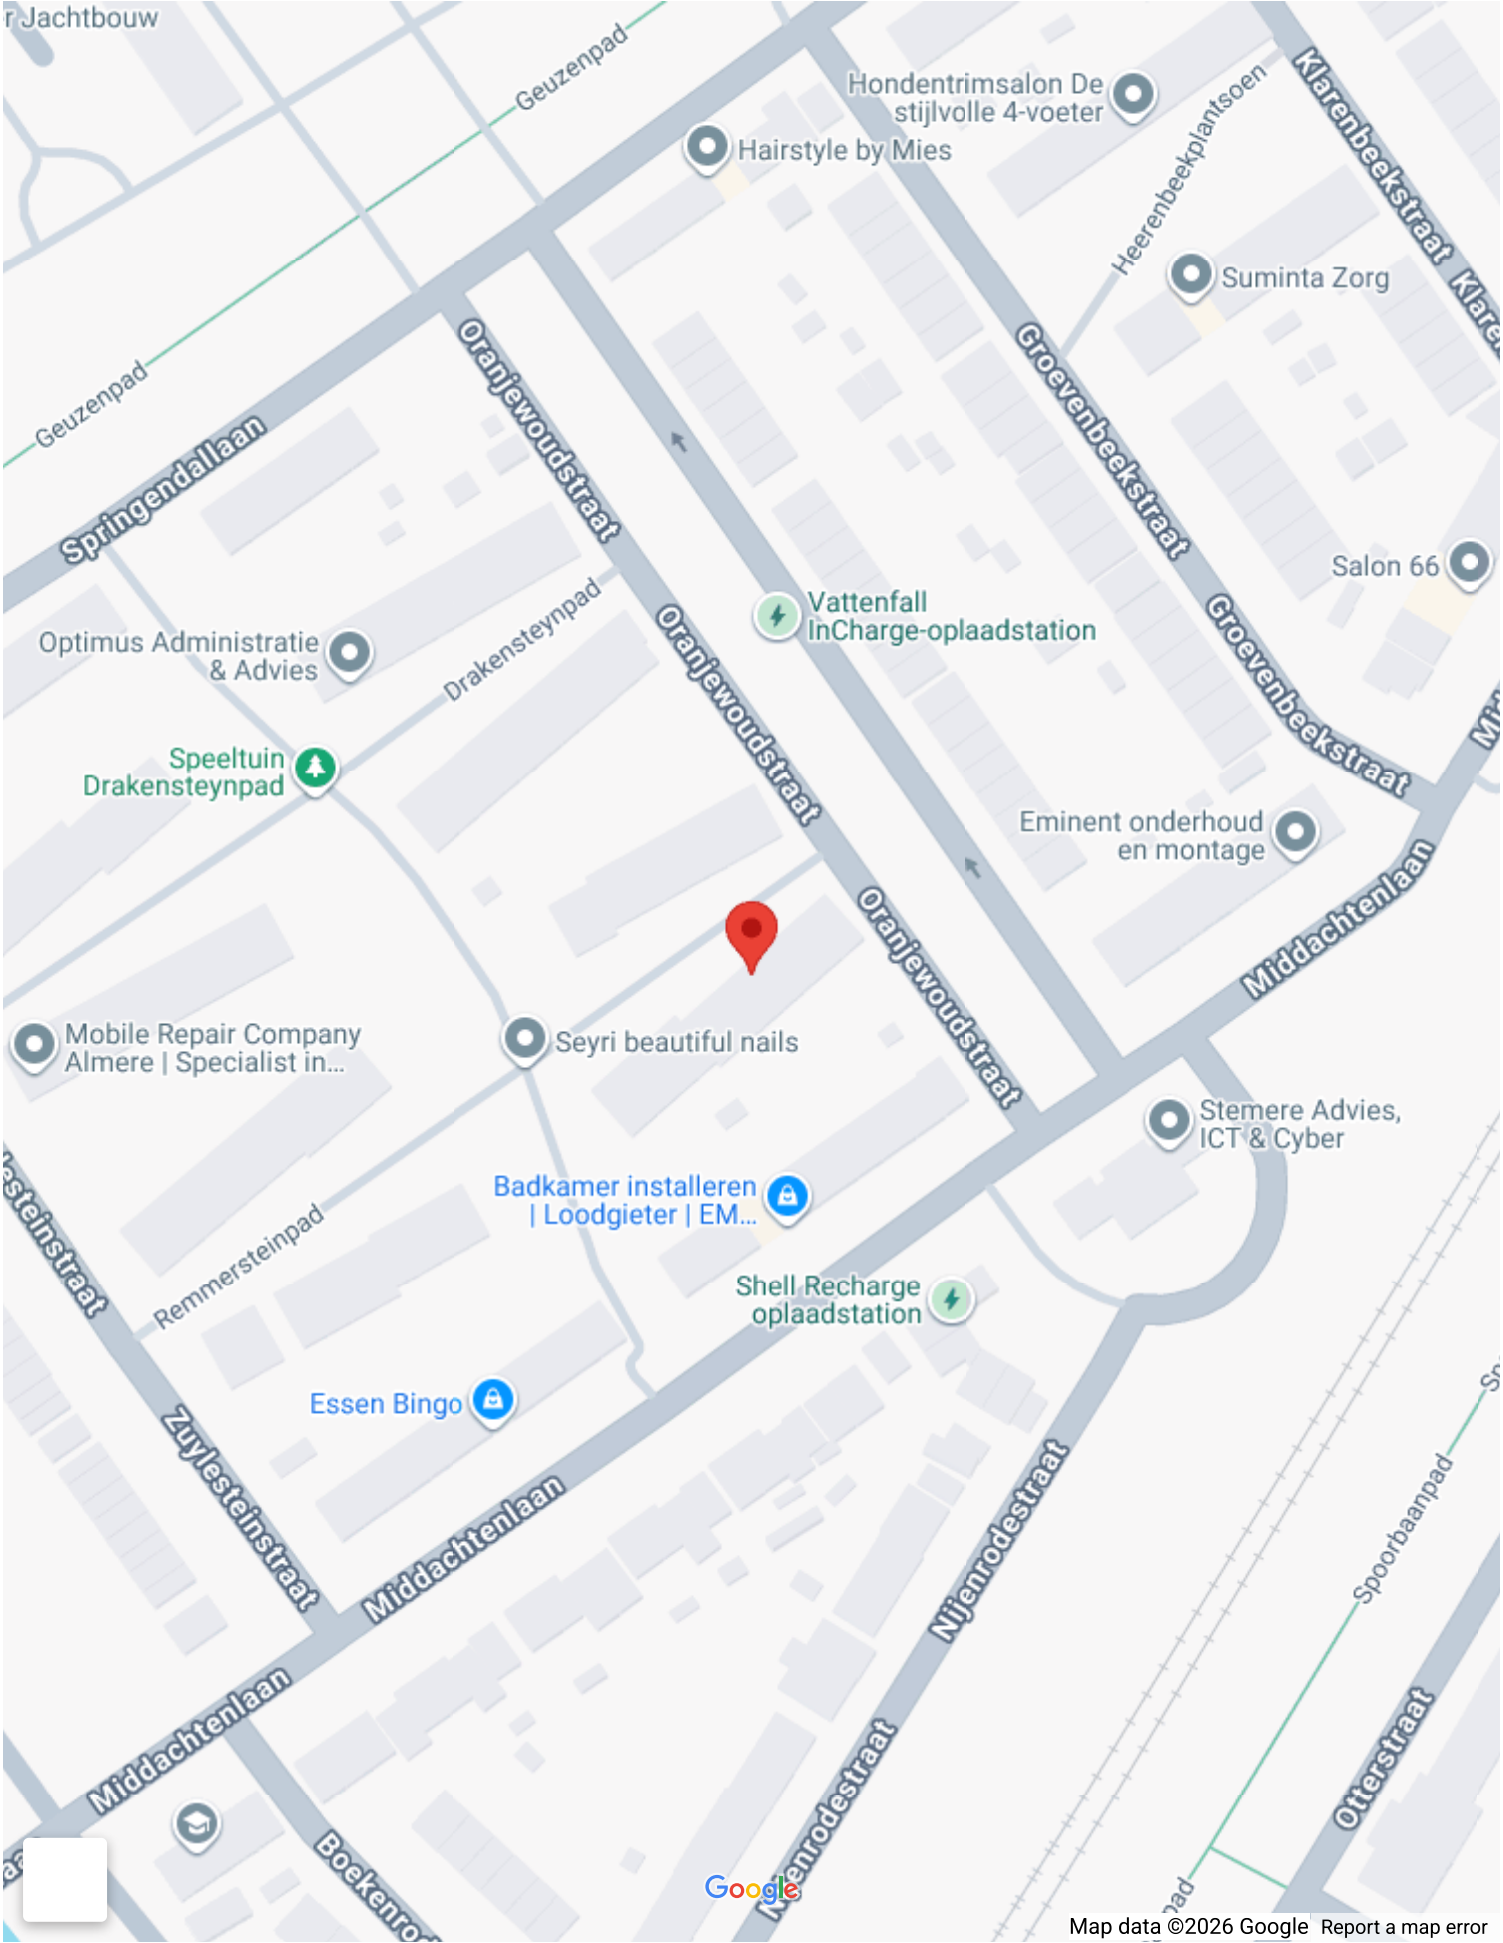 r Jachtbouw
Geuzenpad
Hondentrimsalon De
stijlvolle 4-voeter
Klarenbeekstraat
Heerenbeekplantsoen
Hairstyle by Mies
Suminta Zorg
Geuzenpad
Oranjewoudstraat
Groevenbeekstraat
Springendallaan
Salon 66
Vattenfall
InCharge-oplaadstation
Optimus Administratie
& Advies
Drakensteynpad
Oranjewoudstraat
Groevenbeekstraat
Speeltuin
Drakensteynpad
Eminent onderhoud
en montage
Middachtenlaan
Oranjewoudstraat
Mobile Repair Company
Almere | Specialist in...
Seyri beautiful nails
Stemere Advies,
ICT & Cyber
Badkamer installeren
| Loodgieter | EM...
Remmersteinpad
Shell Recharge
oplaadstation
esteinstraat
Essen Bingo
Zuylesteinstraat
Middachtenlaan
Nijenrodestraat
Spoorbaanpad
Middachtenlaan
Nijenrodestraat
Otterstraat
Boekenrod
Google
Map data ©2026 Google
Report a map error